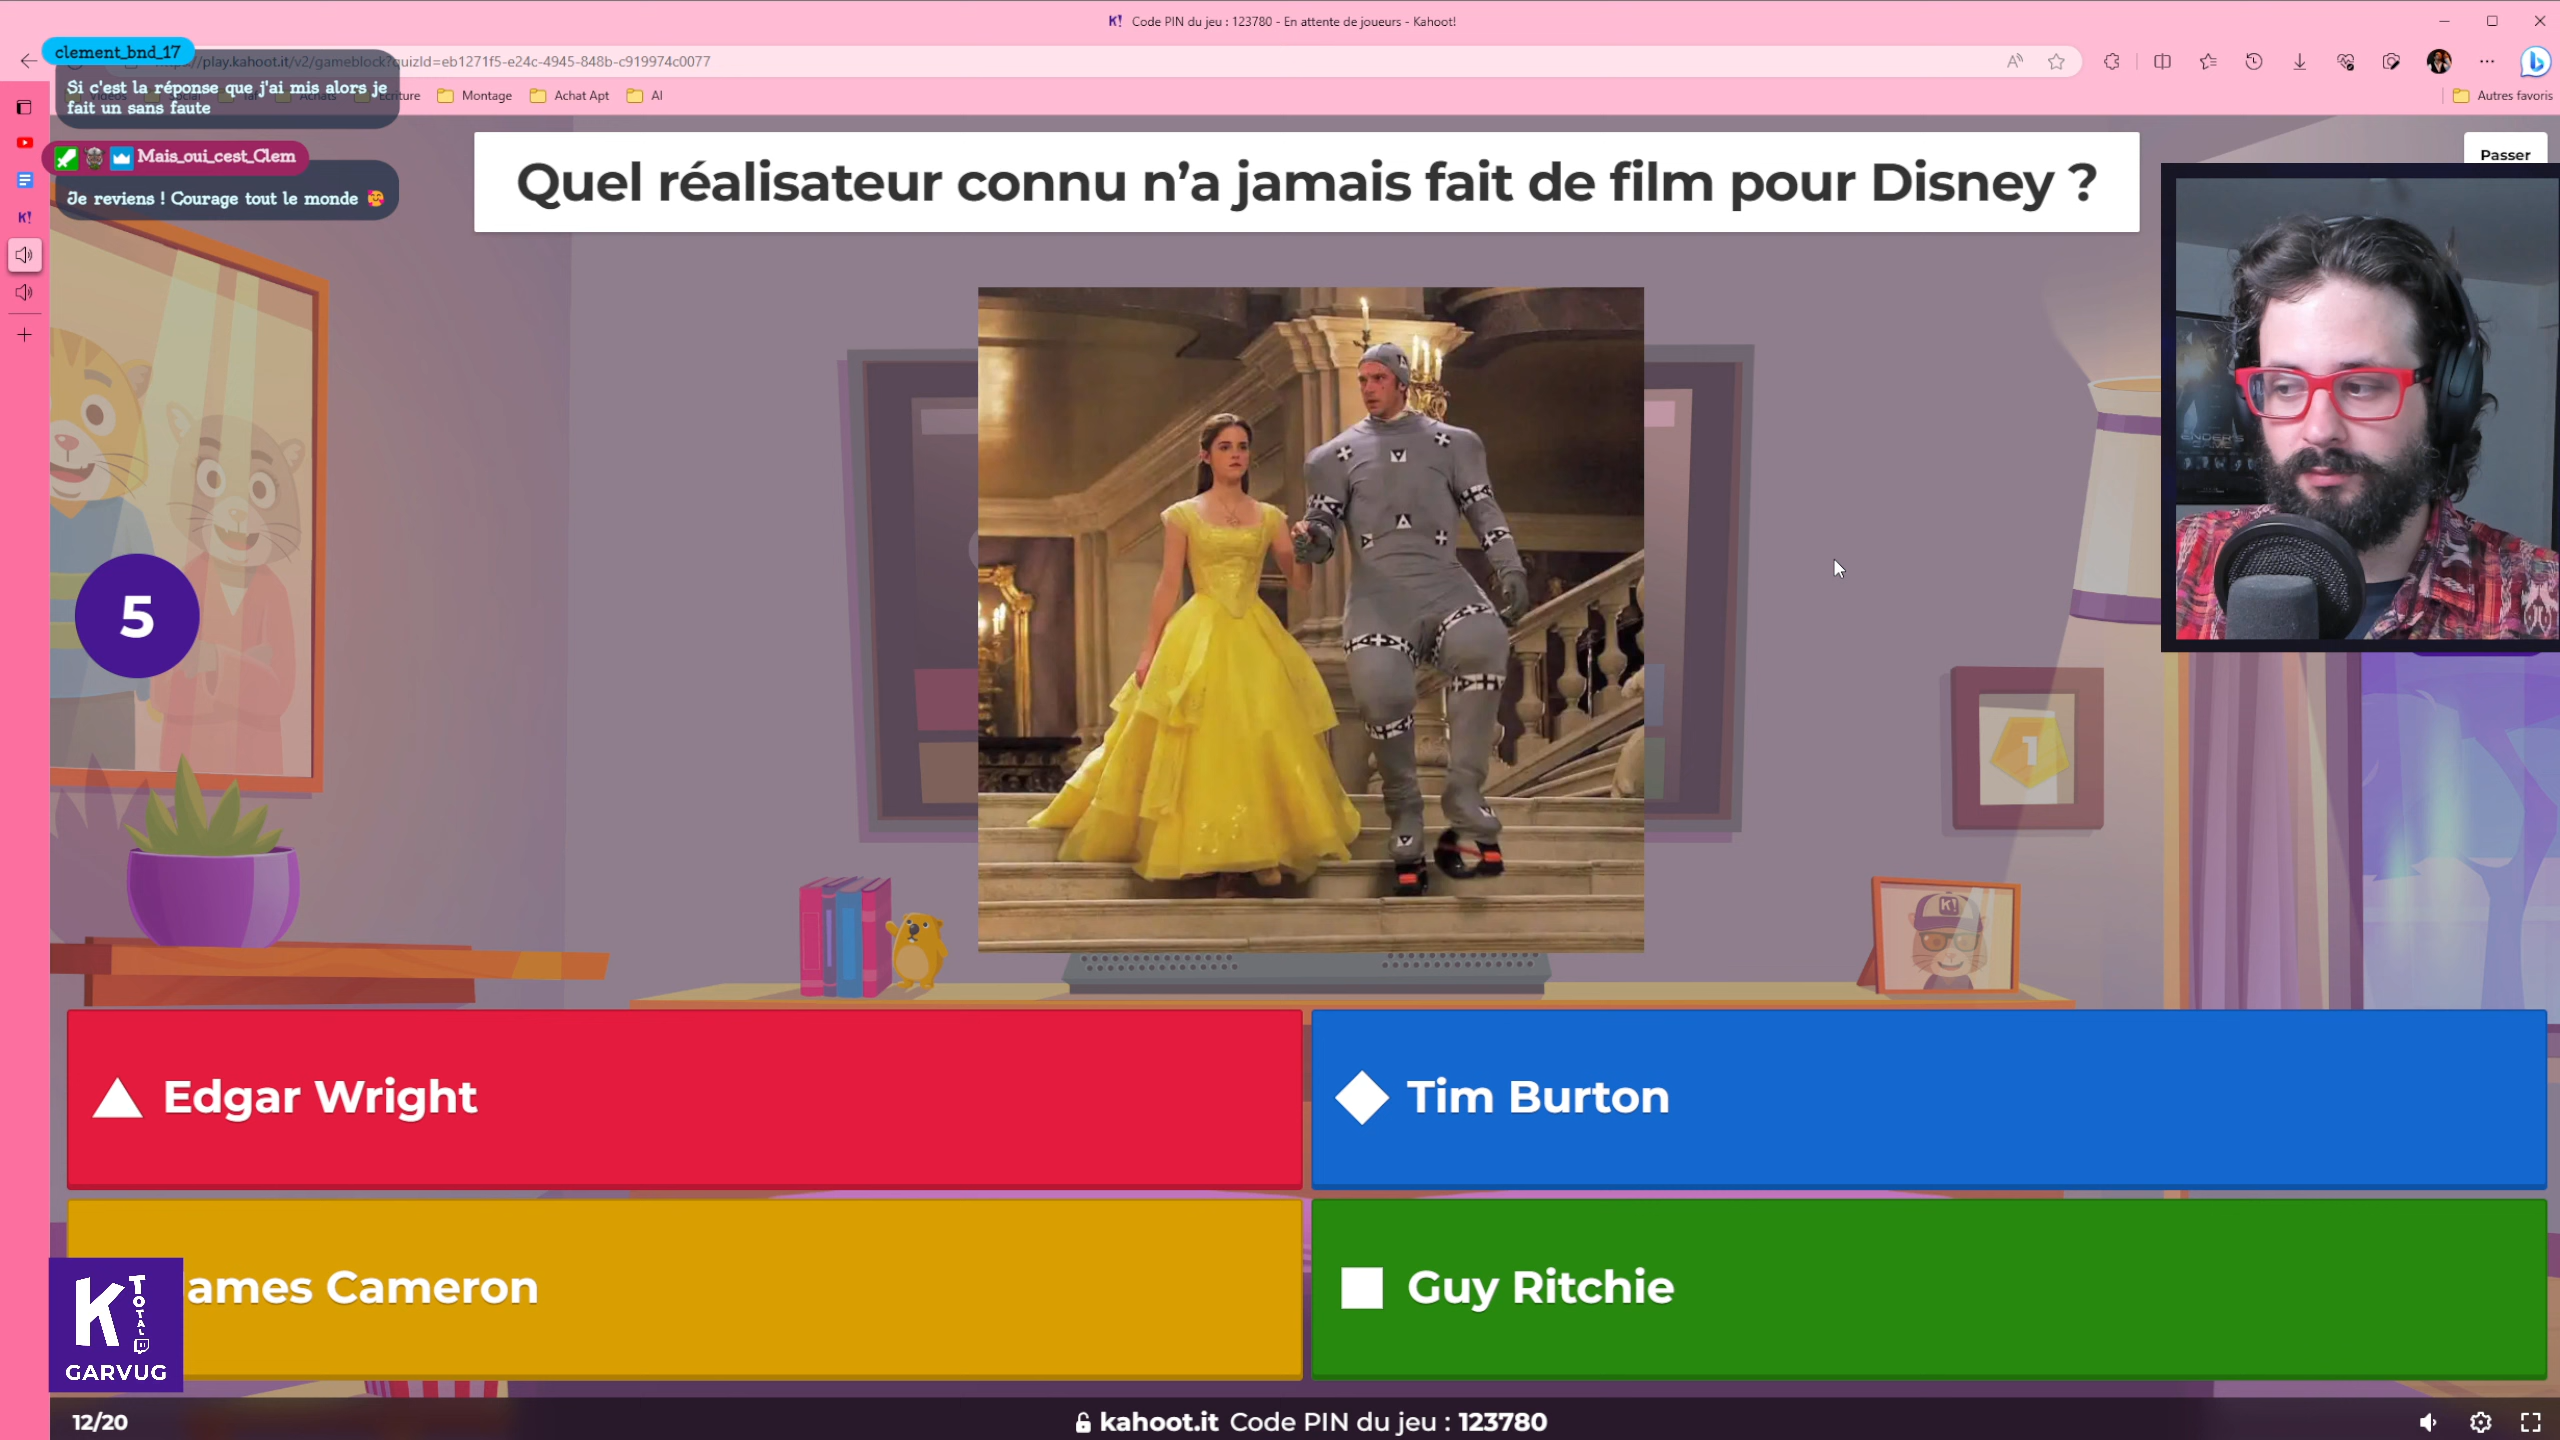 K! Code PIN du jeu : 123780 - En attente de joueurs - Kahoot!
clement_bnd_17
//play.kahoot.it/v2/gameblock?quizId=eb1271f5-e24c-4945-848b-c919974c0077
Si c'est la réponse que j'ai mis alors je
fait un sans faute
Écriture
Montage
Achat Apt
AI
Autres favoris
Mais_oui_cest_Clem
Je reviens ! Courage tout le monde
Quel réalisateur connu n’a jamais fait de film pour Disney ?
Passer
K!
5
1
K!
Edgar Wright
Tim Burton
ames Cameron
Guy Ritchie
K TOTAL
GARVUG
12/20
kahoot.it Code PIN du jeu : 123780